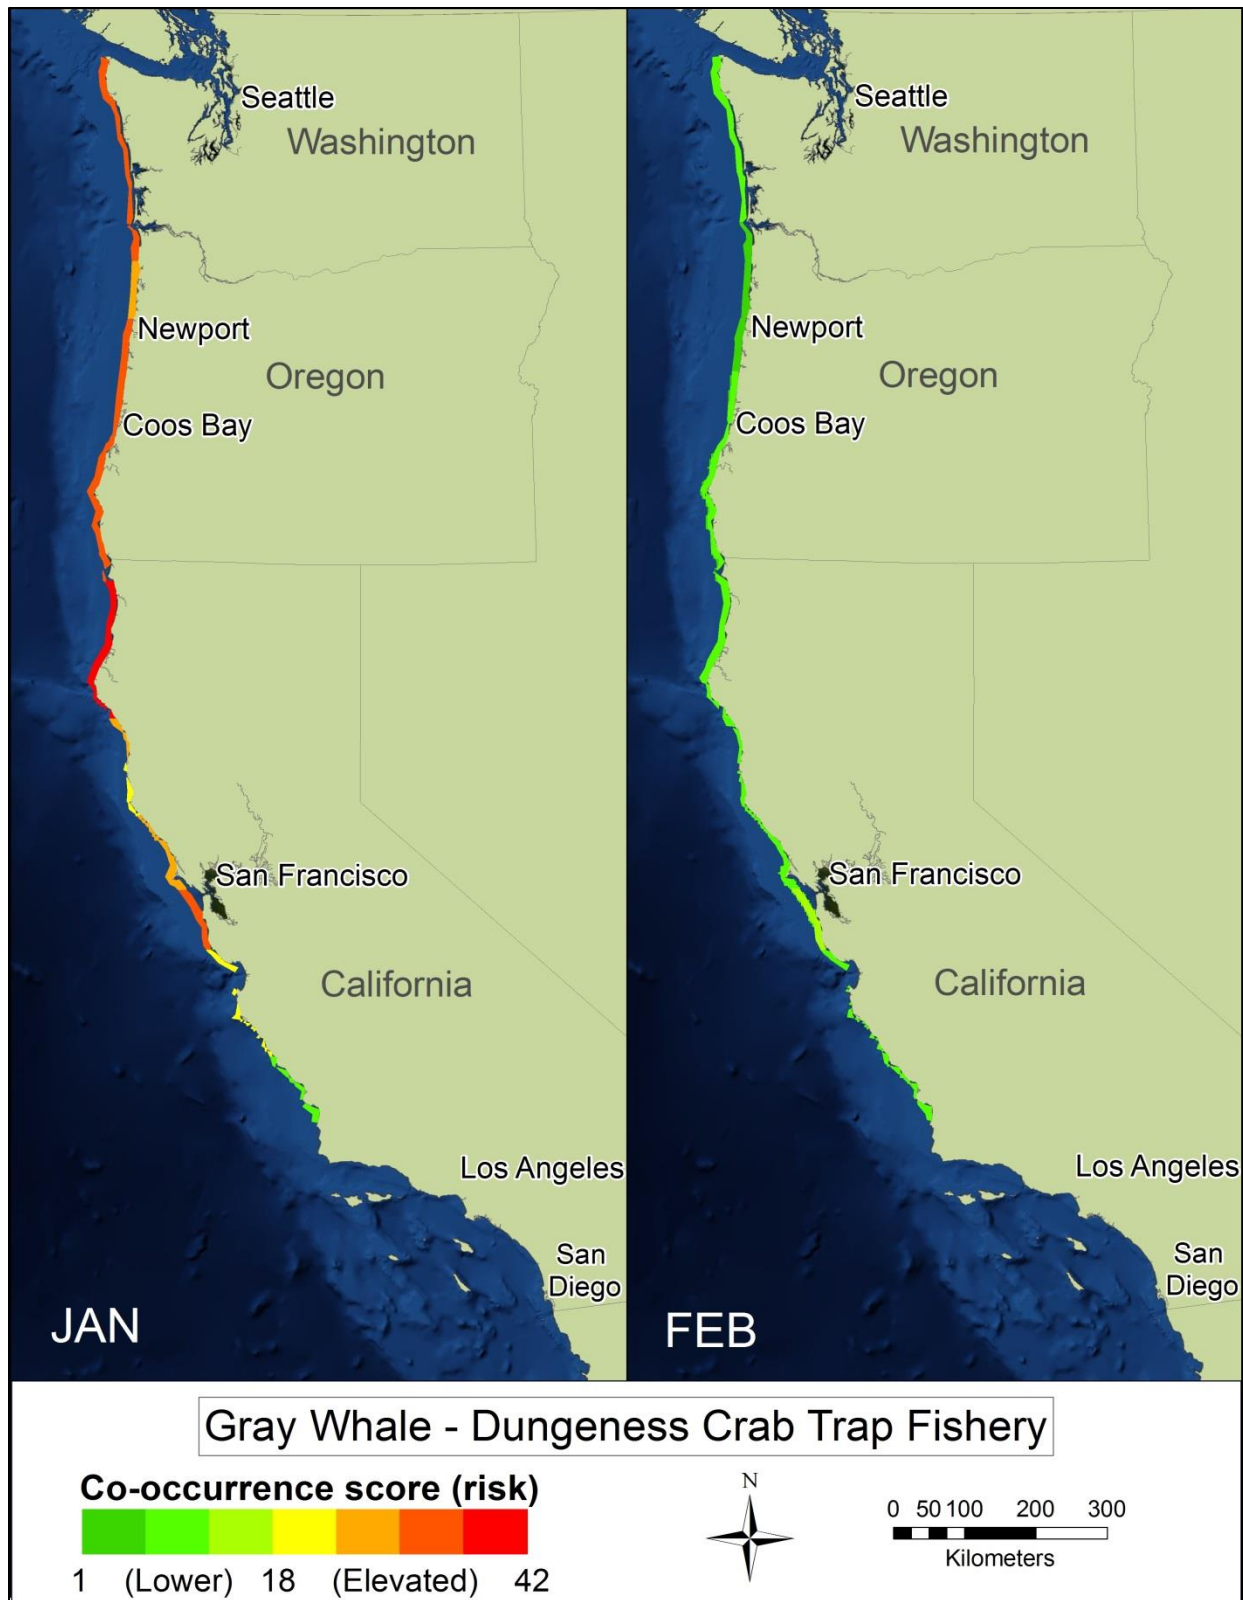 Seattle
Washington
Newport
Oregon
Coos Bay
San Francisco
California
Los Angeles
San
Diego
JAN
Seattle
Washington
Newport
Oregon
Coos Bay
San Francisco
California
Los Angeles
San
Diego
FEB
Gray Whale - Dungeness Crab Trap Fishery
Co-occurrence score (risk)
1 (Lower) 18 (Elevated) 42
N
0 50 100 200 300
Kilometers